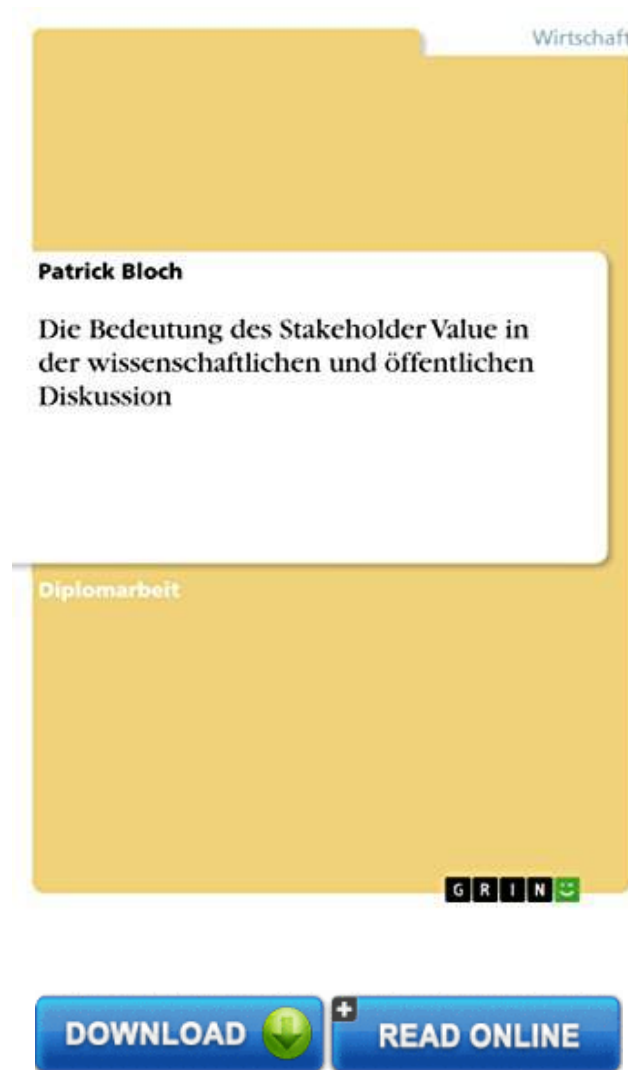 Wirtschaft
Patrick Bloch
Die Bedeutung des Stakeholder Value in
der wissenschaftlichen und öffentlichen
Diskussion
Diplomarbeit
GRIN
DOWNLOAD
READ ONLINE